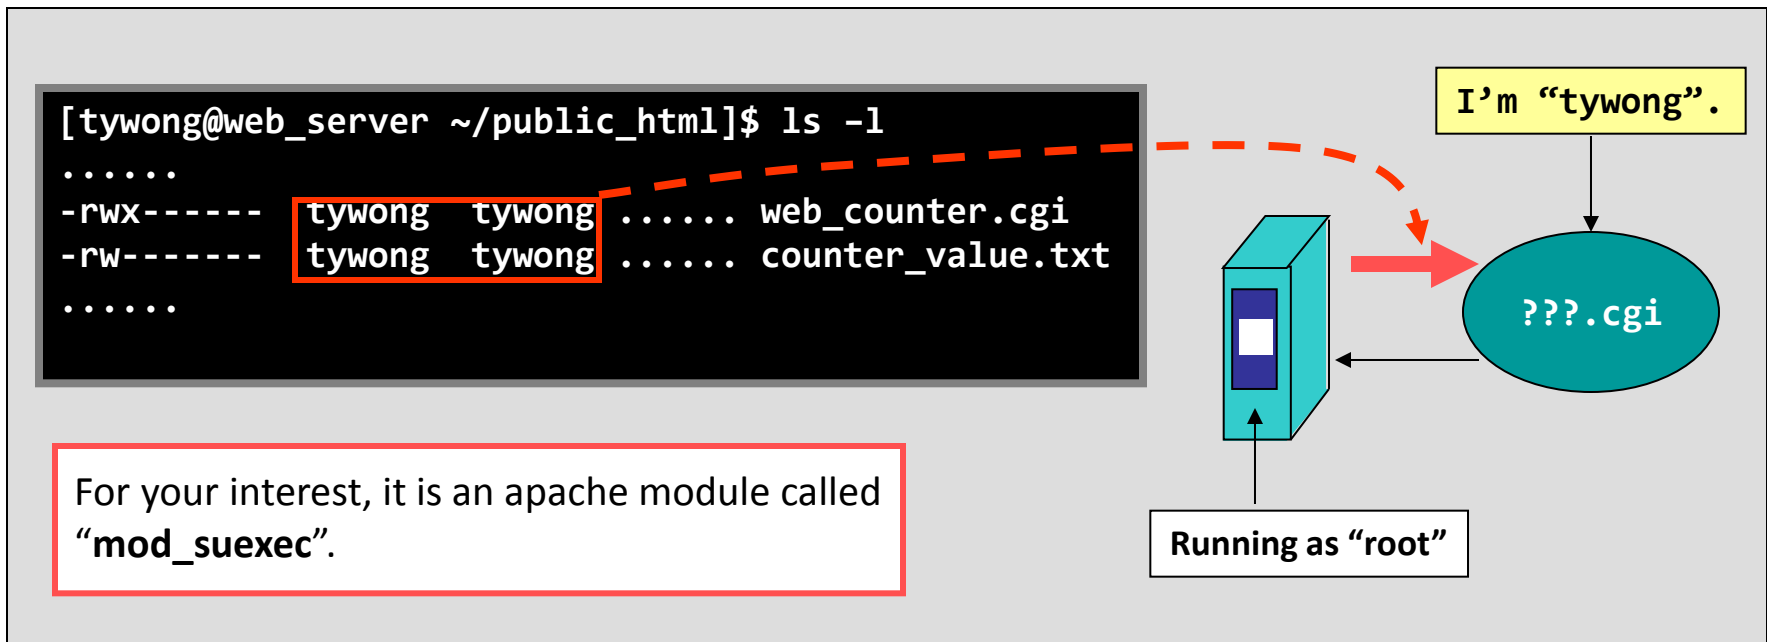 [tywong@web_server ~/public_html]$ ls –l
......
-rwx------ tywong tywong ...... web_counter.cgi
-rw------- tywong tywong ...... counter_value.txt
......
I’m “tywong”.
???.cgi
Running as “root”
For your interest, it is an apache module called
“mod_suexec”.